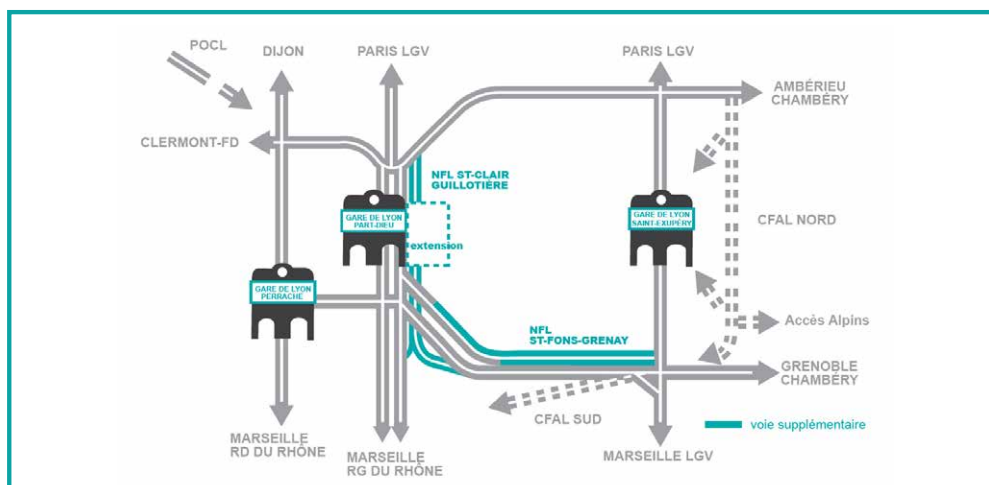 POCL
DIJON
PARIS LGV
PARIS LGV
AMBÉRIEU
CHAMBÉRY
CLERMONT-FD
NFL ST-CLAIR
GUILLOTIÈRE
GARE DE LYON
PART-DIEU
extension
GARE DE LYON
SAINT-EXUPÉRY
CFAL NORD
GARE DE LYON
PERRACHE
NFL
ST-FONS-GRENAY
Accès Alpins
GRENOBLE
CHAMBÉRY
CFAL SUD
voie supplémentaire
MARSEILLE
RD DU RHÔNE
MARSEILLE
RG DU RHÔNE
MARSEILLE LGV